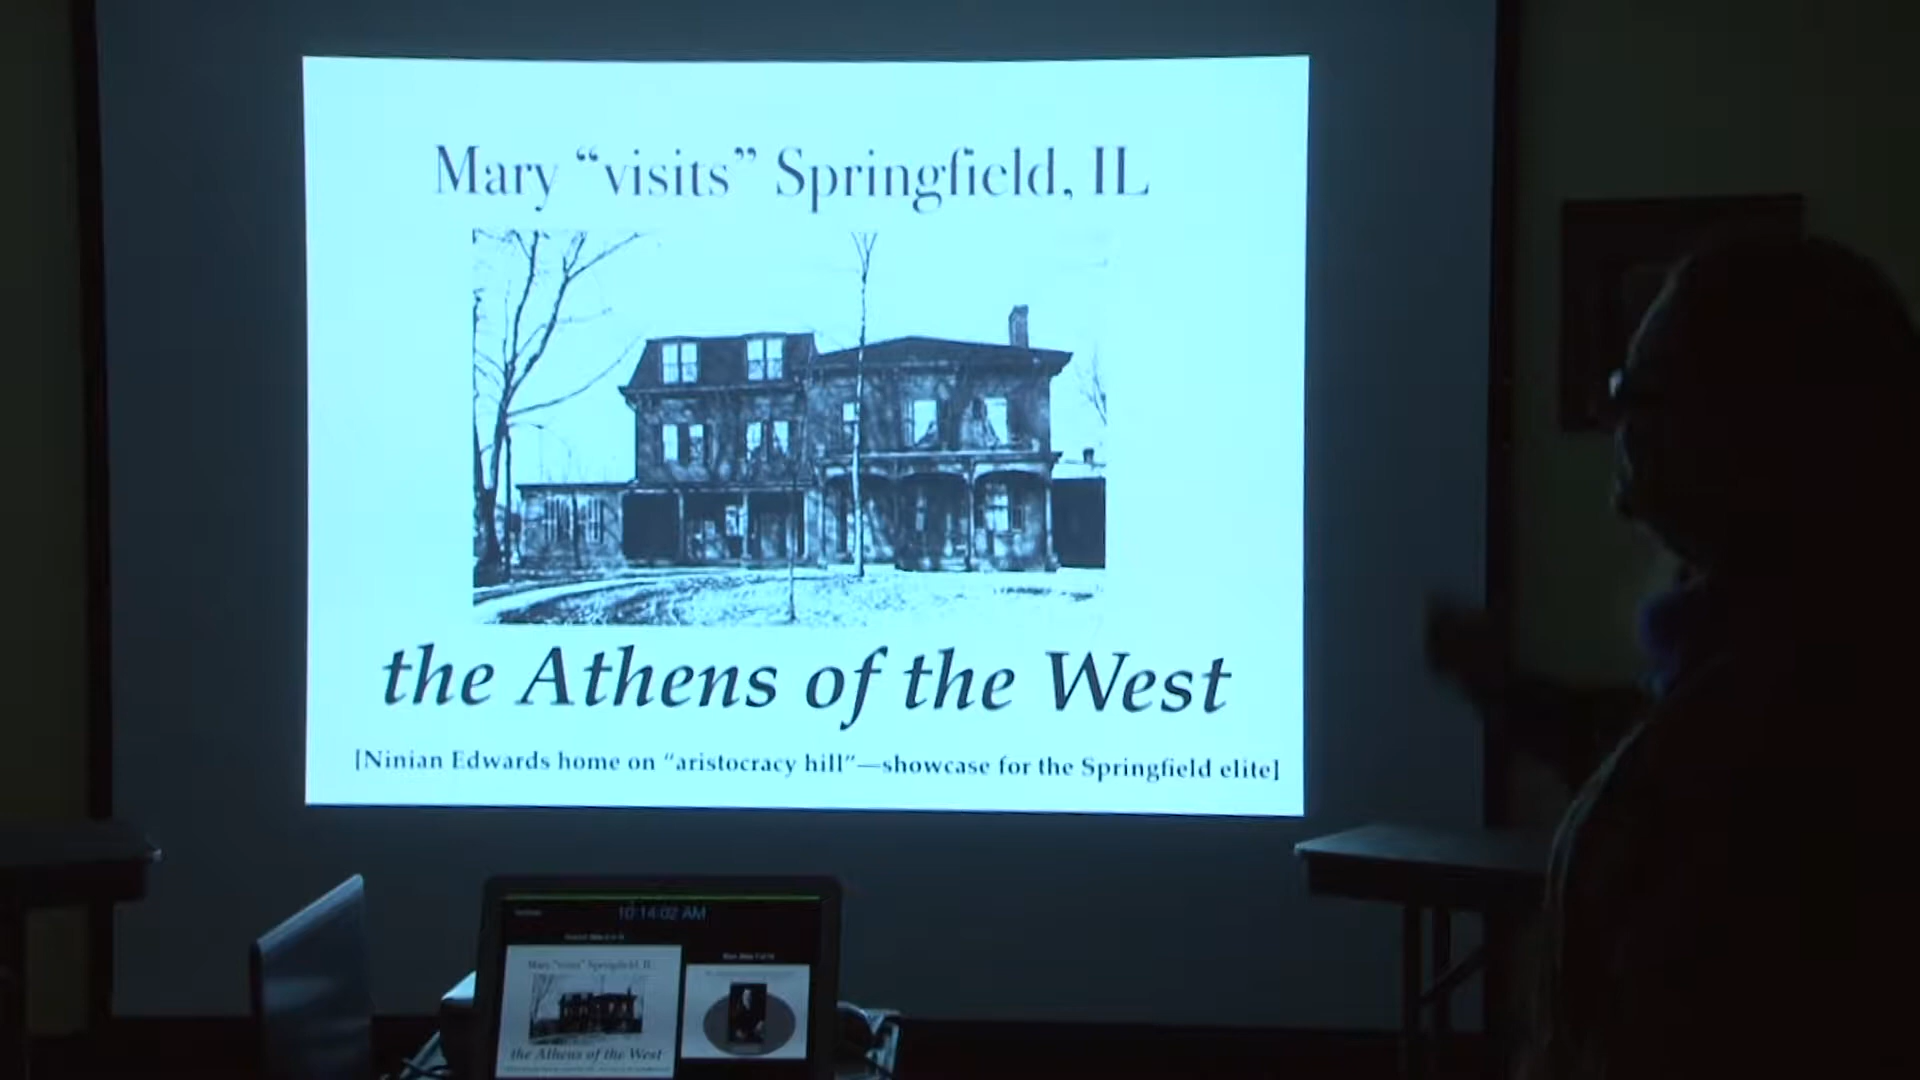 Mary “visits” Springfield, IL
the Athens of the West
[Ninian Edwards home on “aristocracy hill”—showcase for the Springfield elite]
10:14:02 AM
Mary “visits” Springfield, IL
the Athens of the West